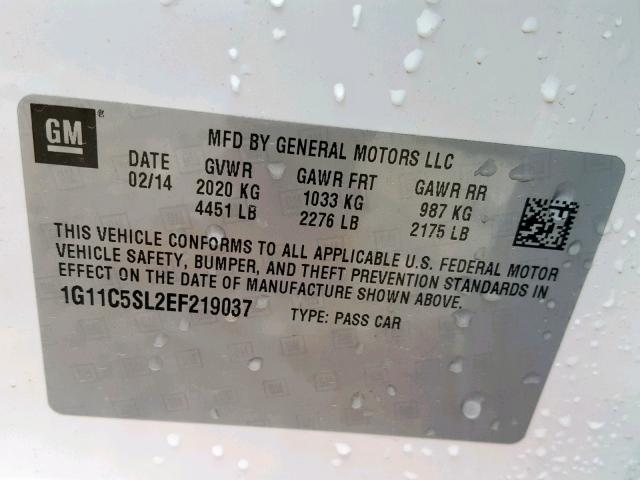 GM ®
MFD BY GENERAL MOTORS LLC
DATE GVWR GAWR FRT GAWR RR
02/14 2020 KG 1033 KG 987 KG
4451 LB 2276 LB 2175 LB
THIS VEHICLE CONFORMS TO ALL APPLICABLE U.S. FEDERAL MOTOR
VEHICLE SAFETY, BUMPER, AND THEFT PREVENTION STANDARDS IN
EFFECT ON THE DATE OF MANUFACTURE SHOWN ABOVE.
1G11C5SL2EF219037 TYPE: PASS CAR